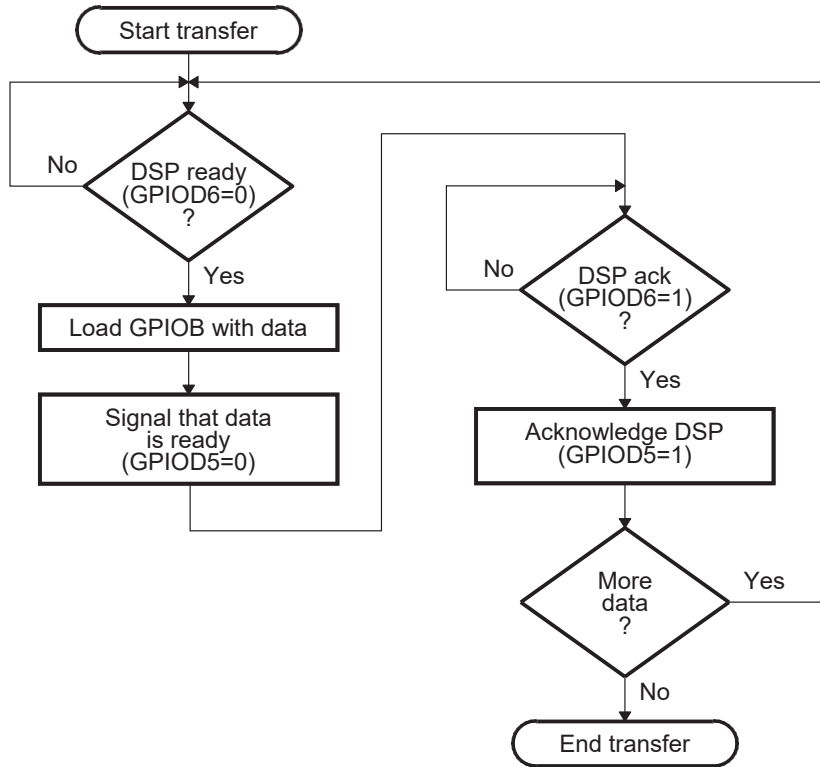 Start transfer
No
DSP ready
(GPIOD6=0)
?
Yes
Load GPIOB with data
Signal that data
is ready
(GPIOD5=0)
No
DSP ack
(GPIOD6=1)
?
Yes
Acknowledge DSP
(GPIOD5=1)
More
data
?
Yes
No
End transfer